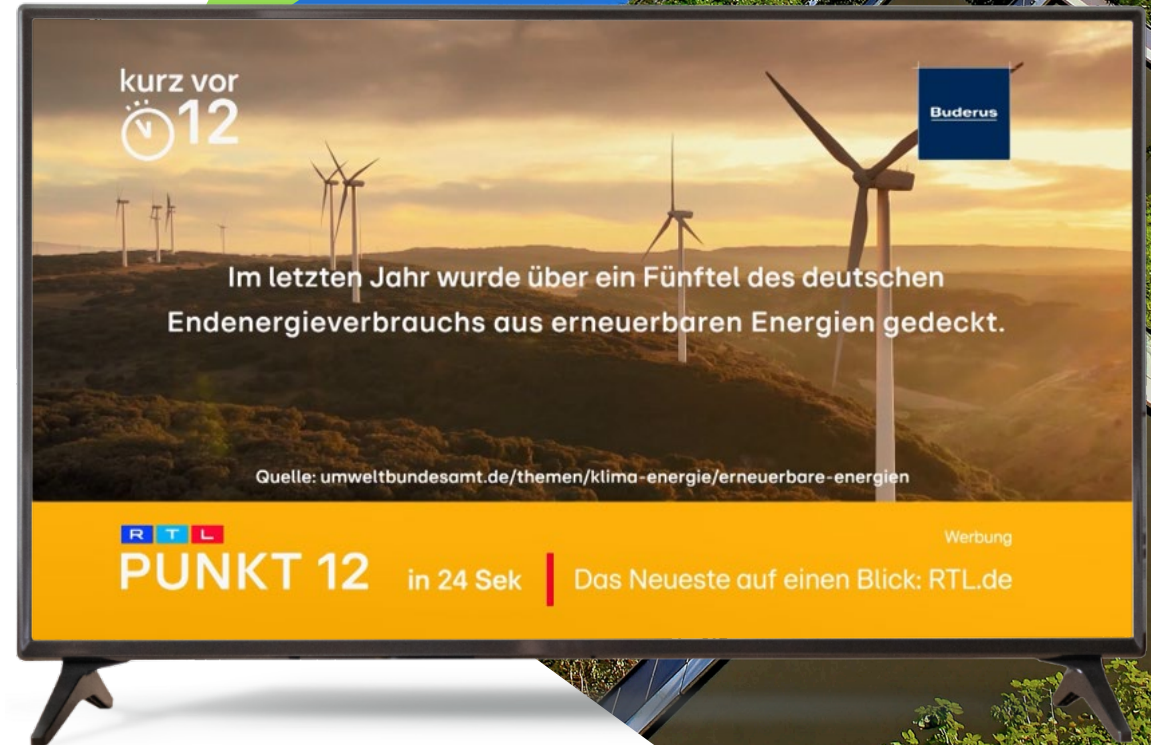 kurz vor
12
Buderus
Im letzten Jahr wurde über ein Fünftel des deutschen
Endenergieverbrauchs aus erneuerbaren Energien gedeckt.
Quelle: umweltbundesamt.de/themen/klima-energie/erneuerbare-energien
RTL
Werbung
PUNKT 12 in 24 Sek Das Neueste auf einen Blick: RTL.de